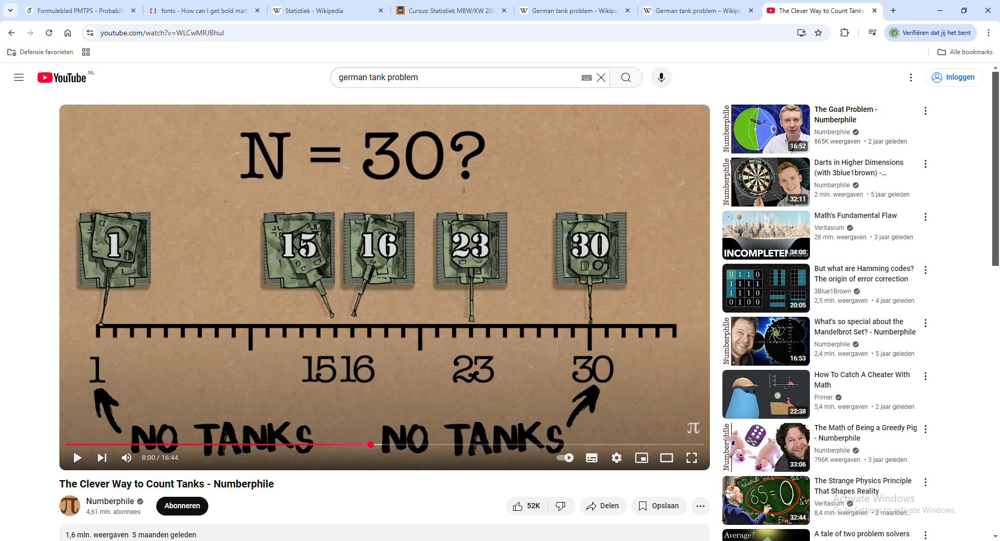 Formuleblad PMTPS - Probabili
fonts - How can I get bold mat
Statistiek - Wikipedia
Cursus: Statistiek MBW/KW 202
German tank problem - Wikipe
German tank problem – Wikipe
The Clever Way to Count Tanks
youtube.com/watch?v=WLCwMRJBhuI
Verifiëren dat jij het bent
Defensie favorieten
Alle bookmarks
YouTube NL
german tank problem
Inloggen
N = 30?
1 15 16 23 30
1 15 16 23 30
NO TANKS NO TANKS
π
8:00 / 16:44
The Clever Way to Count Tanks - Numberphile
Numberphile
4,61 mln. abonnees
Abonneren
52K
Delen
Opslaan
1,6 mln. weergaven 5 maanden geleden
Numberphile
16:52
The Goat Problem -
Numberphile
Numberphile
865K weergaven • 2 jaar geleden
Numberphile
32:11
Darts in Higher Dimensions
(with 3blue1brown) -...
Numberphile
2 mln. weergaven • 5 jaar geleden
INCOMPLETENESS
34:00
Math's Fundamental Flaw
Veritasium
28 mln. weergaven • 3 jaar geleden
0 1 1 0
1 1 1 1
1 1 1 0
0 1 0 0
20:05
But what are Hamming codes?
The origin of error correction
3Blue1Brown
2,5 mln. weergaven • 4 jaar geleden
Numberphile
16:53
What's so special about the
Mandelbrot Set? - Numberphile
Numberphile
2,4 mln. weergaven • 5 jaar geleden
22:38
How To Catch A Cheater With
Math
Primer
5,4 mln. weergaven • 2 jaar geleden
Numberphile
33:06
The Math of Being a Greedy Pig
- Numberphile
Numberphile
796K weergaven • 3 jaar geleden
δS=0
E=mc
32:44
The Strange Physics Principle
That Shapes Reality
Veritasium
8,4 mln. weergaven • 2 maanden...
Activate Windows
Go to Settings to activate Windows.
Average?
A tale of two problem solvers